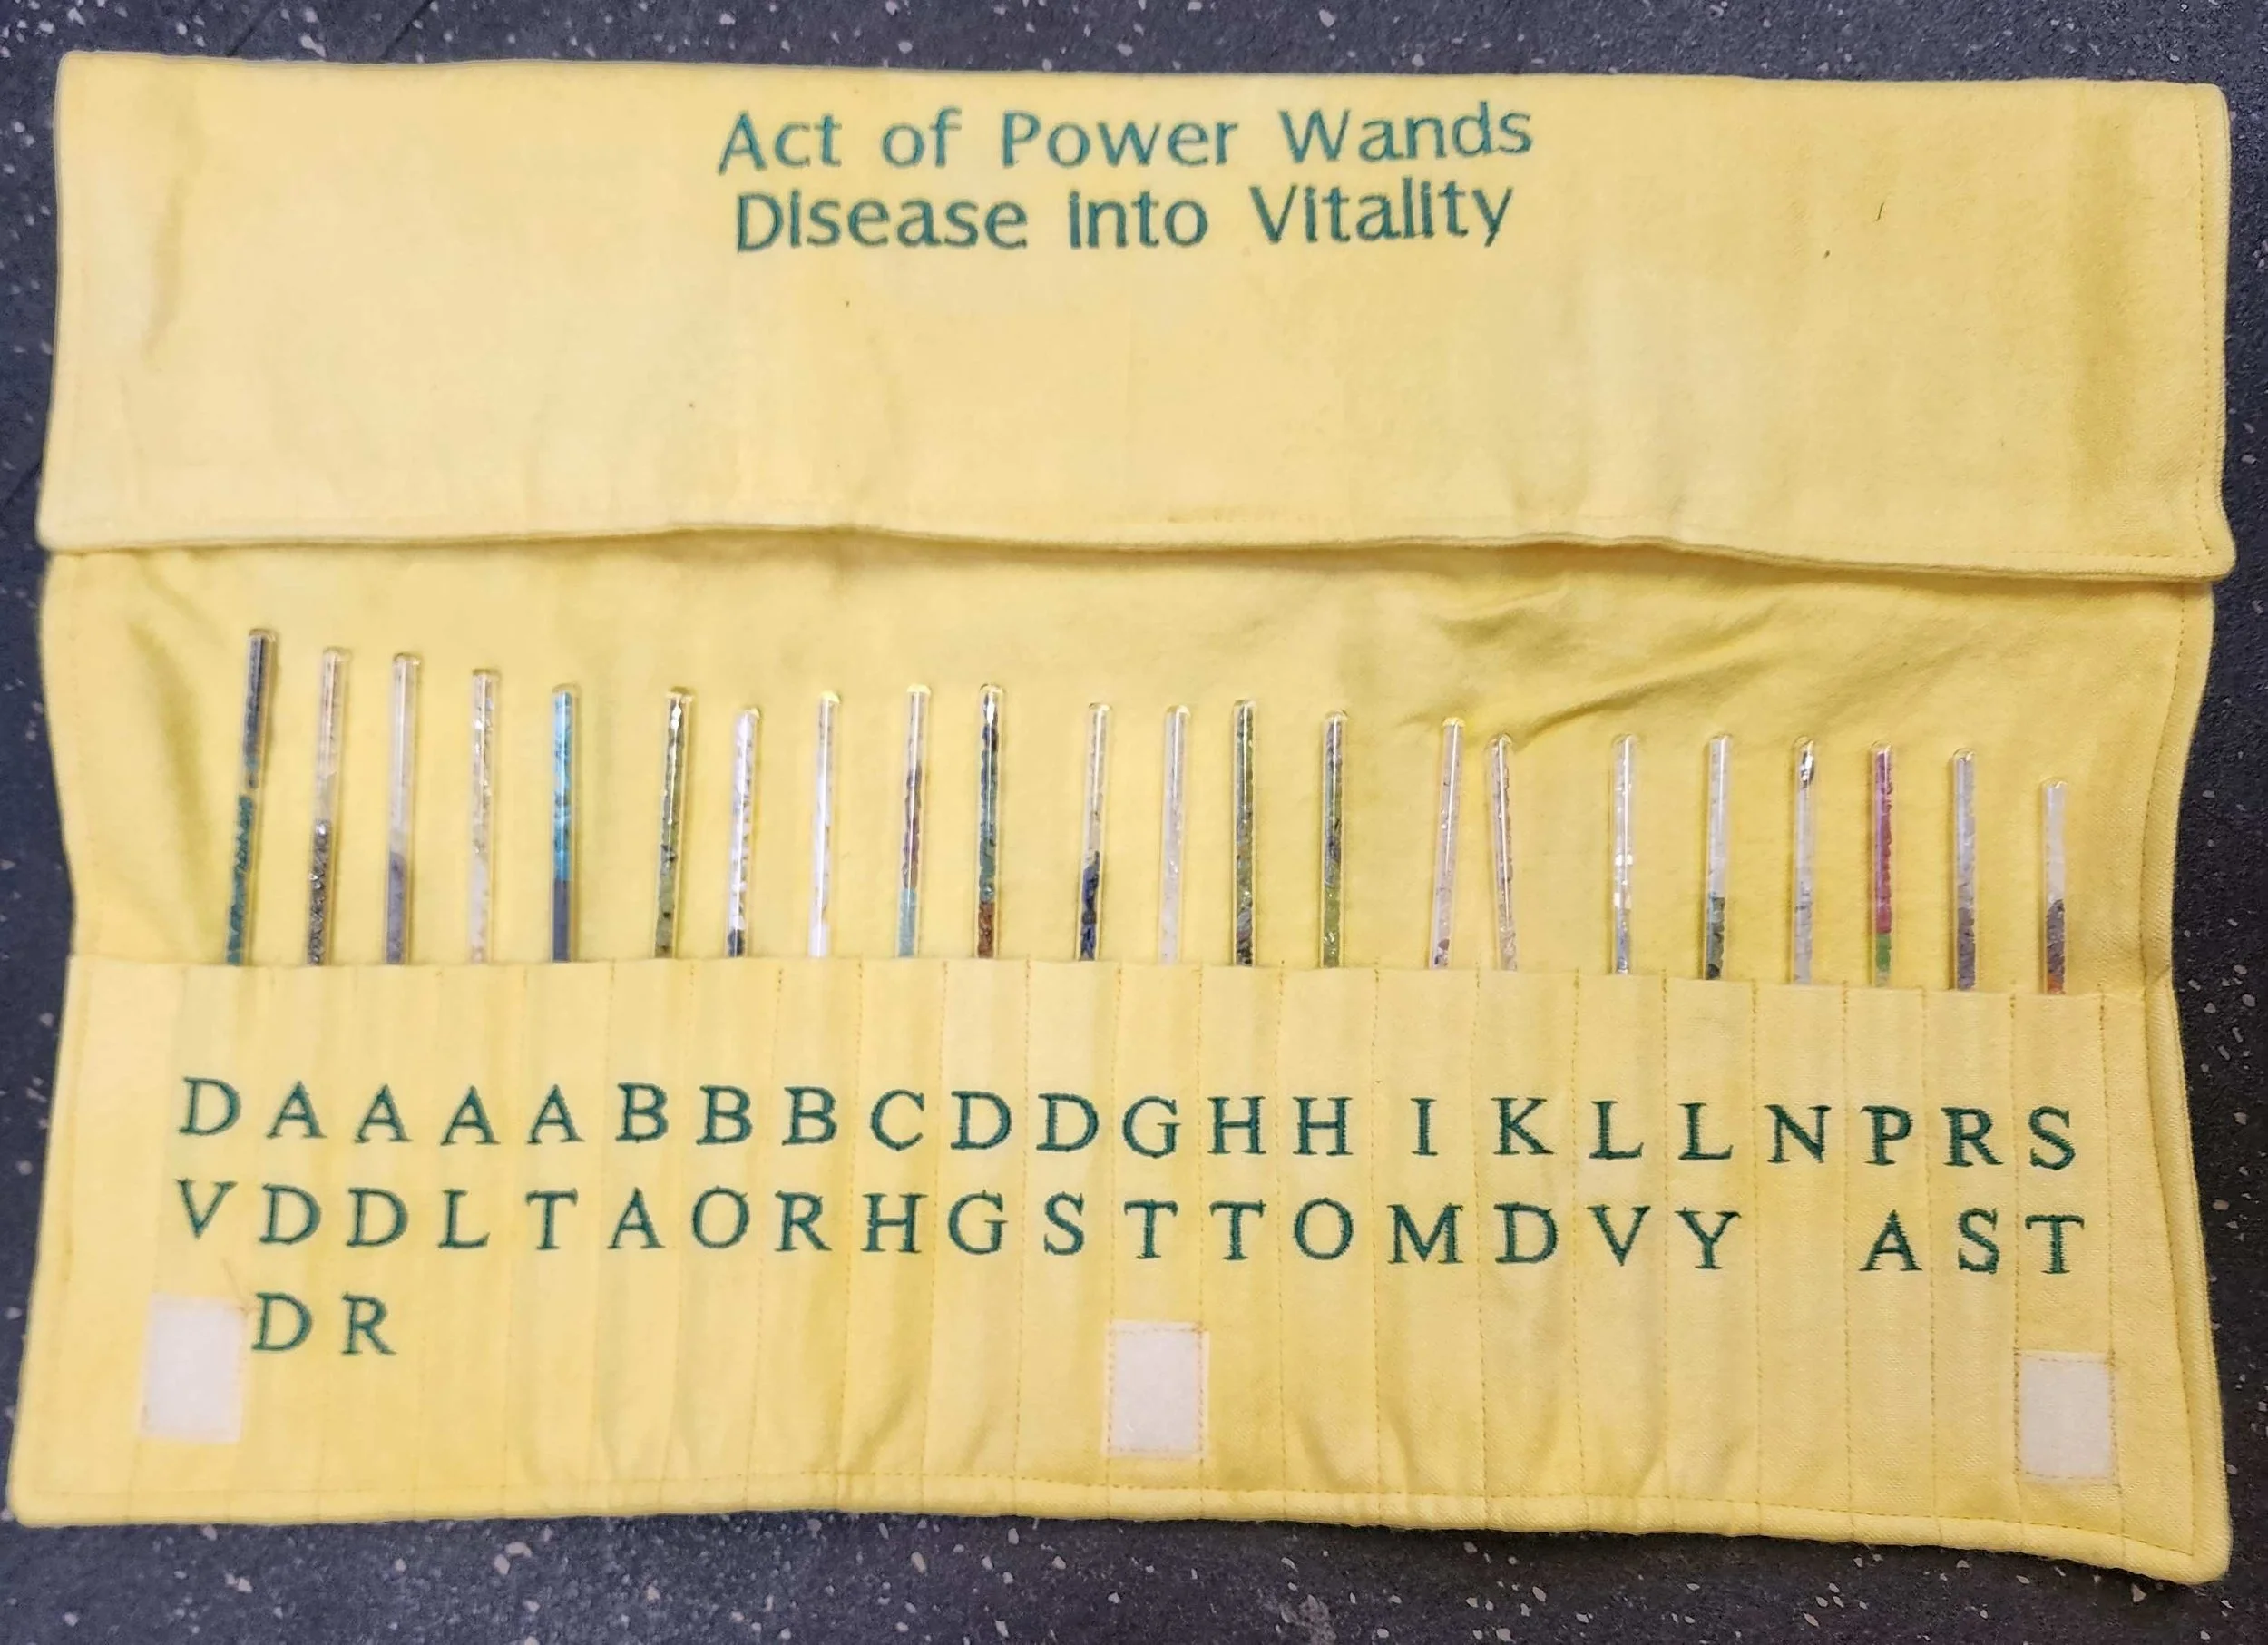 Act of Power Wands
Disease into Vitality
D A A A A B B B C D D G H H I K L L N P R S
V D D L T A O R H G S T T O M D V Y A S T
D R